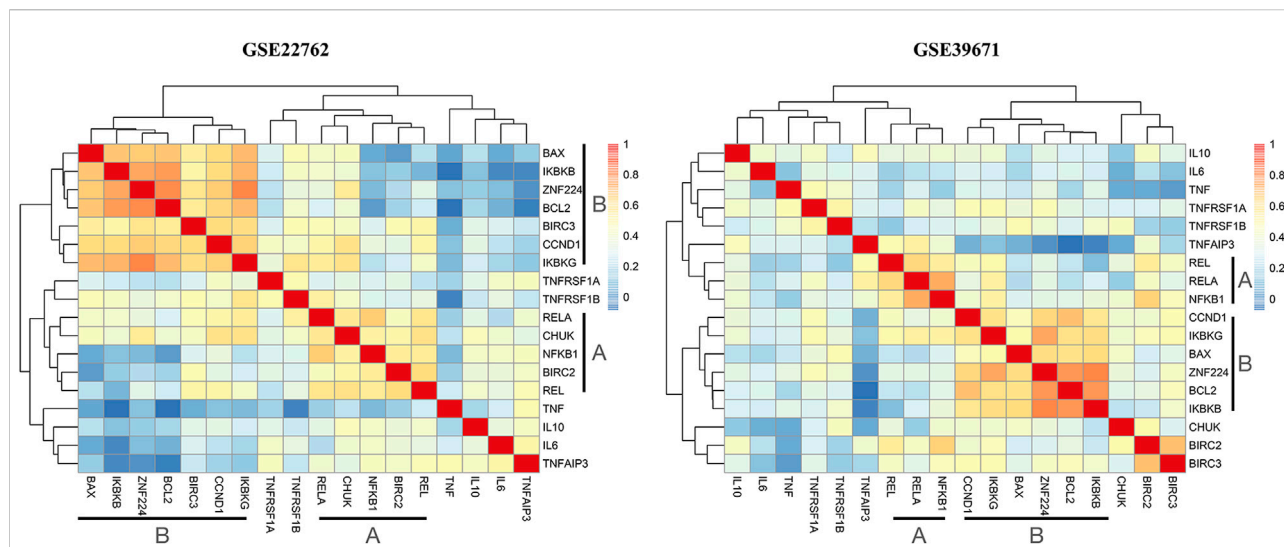 GSE22762
GSE39671
BAX
IKBKB
ZNF224
BCL2
BIRC3
CCND1
IKBKG
TNFRSF1A
TNFRSF1B
RELA
CHUK
NFKB1
BIRC2
REL
TNF
IL10
IL6
TNFAIP3
B
A
1
0.8
0.6
0.4
0.2
0
BAX
IKBKB
ZNF224
BCL2
BIRC3
CCND1
IKBKG
TNFRSF1A
TNFRSF1B
RELA
CHUK
NFKB1
BIRC2
REL
TNF
IL10
IL6
TNFAIP3
B
A
IL10
IL6
TNF
TNFRSF1A
TNFRSF1B
TNFAIP3
REL
RELA
NFKB1
CCND1
IKBKG
BAX
ZNF224
BCL2
IKBKB
CHUK
BIRC2
BIRC3
A
B
1
0.8
0.6
0.4
0.2
0
IL10
IL6
TNF
TNFRSF1A
TNFRSF1B
TNFAIP3
REL
RELA
NFKB1
CCND1
IKBKG
BAX
ZNF224
BCL2
IKBKB
CHUK
BIRC2
BIRC3
A
B